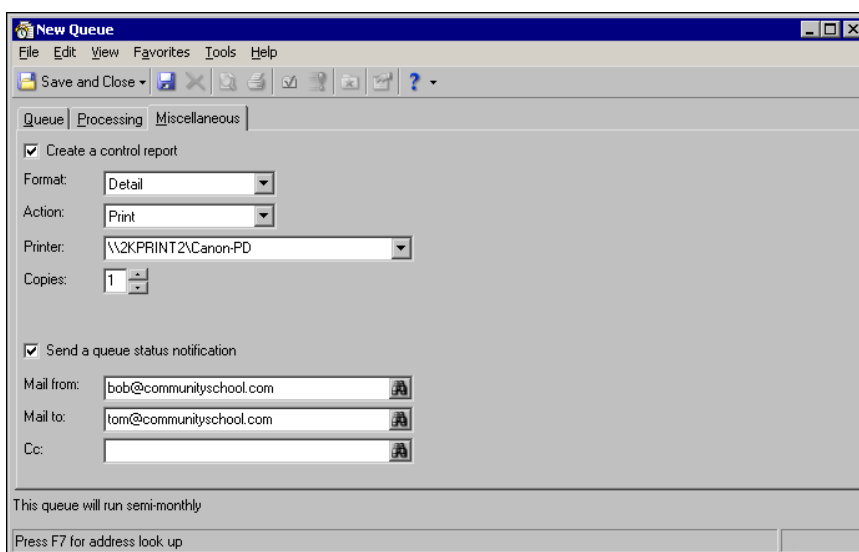 New Queue
File Edit View Favorites Tools Help
Save and Close ?
Queue Processing Miscellaneous
Create a control report
Format: Detail
Action: Print
Printer: \\2KPRINT2\Canon-PD
Copies: 1
Send a queue status notification
Mail from: bob@communityschool.com
Mail to: tom@communityschool.com
Cc:
This queue will run semi-monthly
Press F7 for address look up